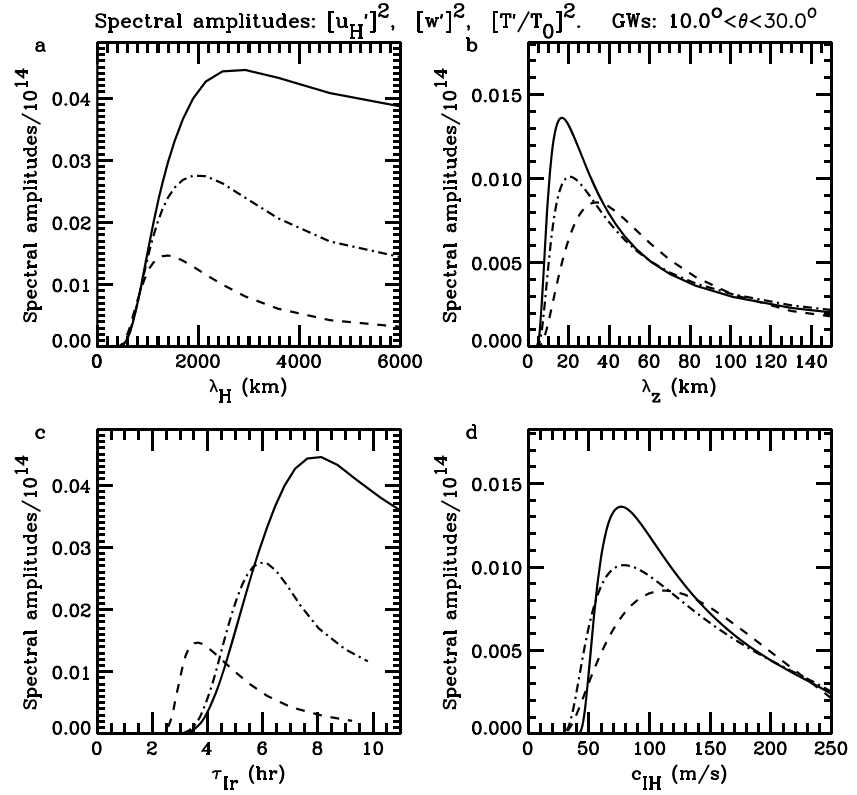 Spectral amplitudes: [u_H']^2, [w']^2, [T'/T_0]^2. GWs: 10.0°<θ<30.0°
a
Spectral amplitudes/10^14
0.04
0.03
0.02
0.01
0.00
0 2000 4000 6000
λ_H (km)
b
Spectral amplitudes/10^14
0.015
0.010
0.005
0.000
0 20 40 60 80 100 120 140
λ_z (km)
c
Spectral amplitudes/10^14
0.04
0.03
0.02
0.01
0.00
0 2 4 6 8 10
τ_Ir (hr)
d
Spectral amplitudes/10^14
0.015
0.010
0.005
0.000
0 50 100 150 200 250
c_IH (m/s)